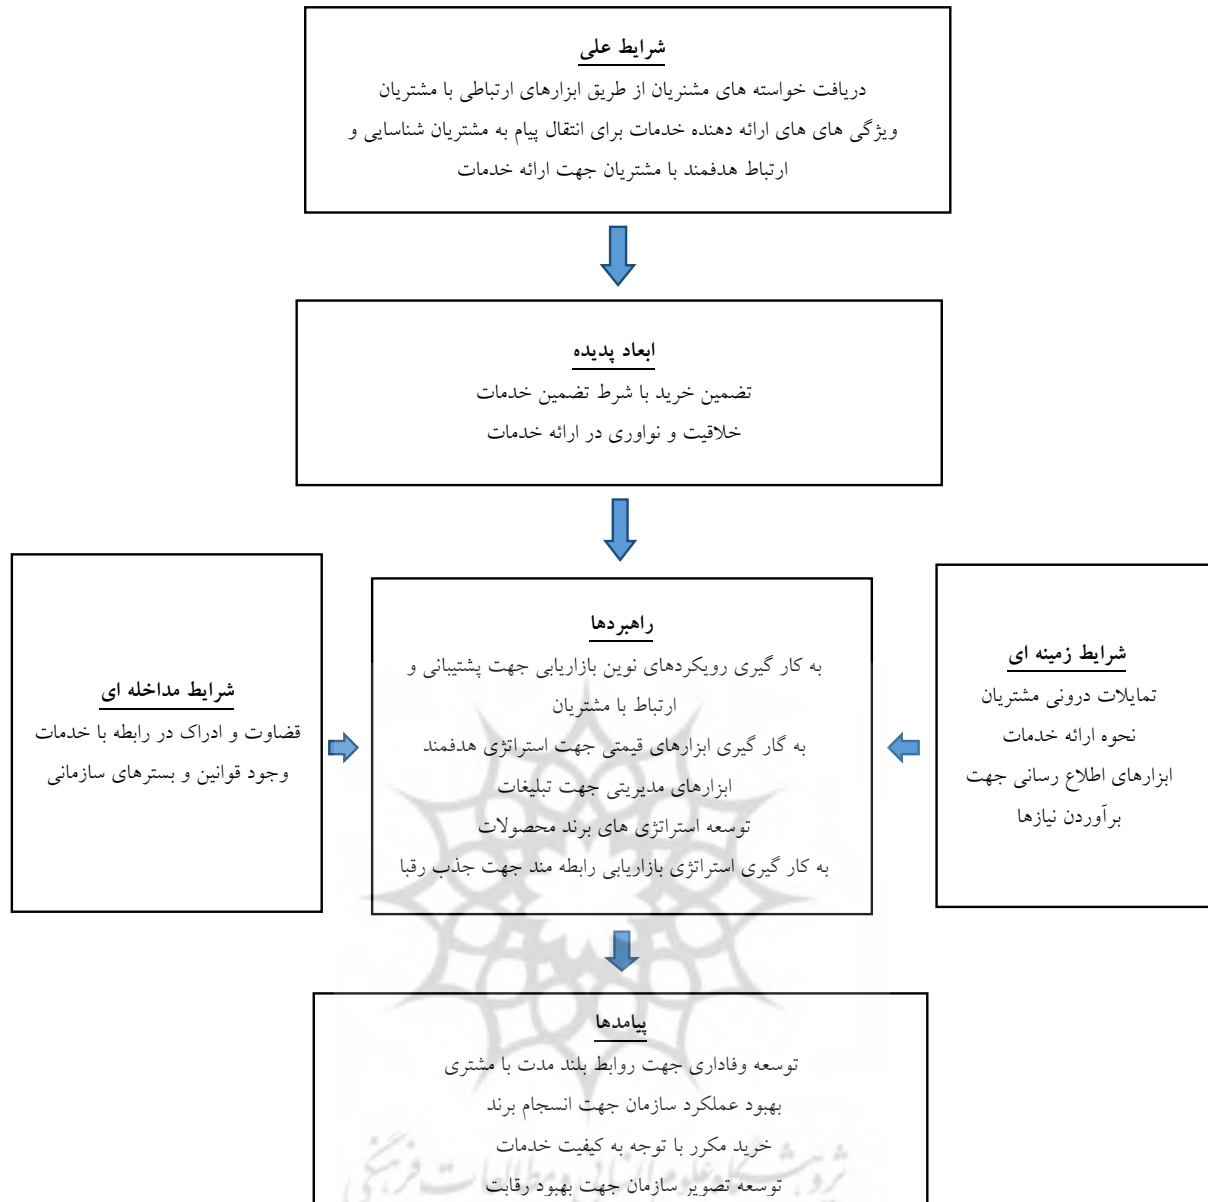 شرایط علی
دریافت خواسته های مشنریان از طریق ابزارهای ارتباطی با مشتریان
ویژگی های های ارائه دهنده خدمات برای انتقال پیام به مشتریان شناسایی و
ارتباط هدفمند با مشتریان جهت ارائه خدمات
ابعاد پدیده
تضمین خرید با شرط تضمین خدمات
خلاقیت و نواوری در ارائه خدمات
شرایط زمینه ای
تمایلات درونی مشتریان
نحوه ارائه خدمات
ابزارهای اطلاع رسانی جهت
برآوردن نیازها
راهبردها
به کار گیری رویکردهای نوین بازاریابی جهت پشتیبانی و
ارتباط با مشتریان
به گار گیری ابزارهای قیمتی جهت استراتژی هدفمند
ابزارهای مدیریتی جهت تبلیغات
توسعه استراتژی های برند محصولات
به کار گیری استراتژی بازاریابی رابطه مند جهت جذب رقبا
شرایط مداخله ای
قضاوت و ادراک در رابطه با خدمات
وجود قوانین و بسترهای سازمانی
پیامدها
توسعه وفاداری جهت روابط بلند مدت با مشتری
بهبود عملکرد سازمان جهت انسجام برند
خرید مکرر با توجه به کیفیت خدمات
توسعه تصویر سازمان جهت بهبود رقابت
پژوهشگاه علوم انسانی و مطالعات فرهنگی